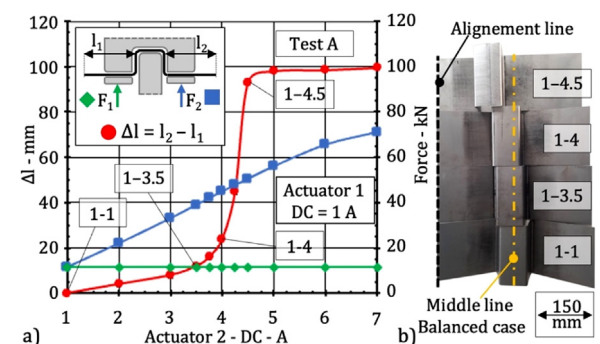 120
100
80
60
40
20
0
Δl - mm
l₁
l₂
F₁
F₂
Δl = l₂ – l₁
Test A
1–4.5
1–3.5
1-1
Actuator 1
DC = 1 A
1-4
120
100
80
60
40
20
0
Force - kN
1
2
3
4
5
6
7
a)
Actuator 2 - DC - A
Alignement line
1–4.5
1-4
1–3.5
1-1
Middle line
Balanced case
150
mm
b)